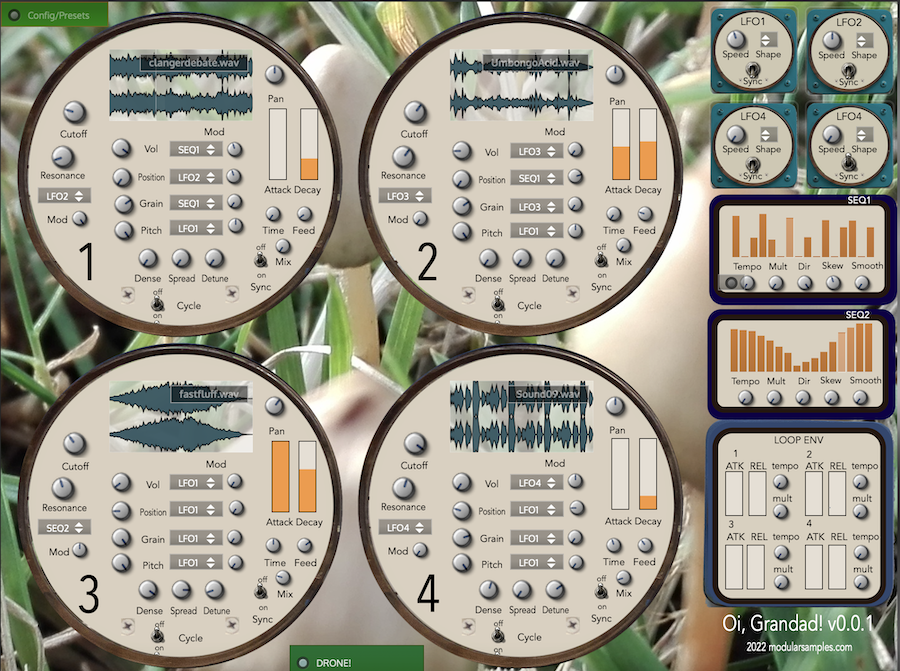 Config/Presets
clangerdebate.wav
Pan
Cutoff
Mod
Vol SEQ1
Resonance
Position LFO2
Attack Decay
LFO2
Grain SEQ1
Mod
Time Feed
Pitch LFO1
1
off
Mix
on
Dense Spread Detune
Sync
off
Cycle
on
UmbongoAcid.wav
Pan
Cutoff
Mod
Vol LFO3
Resonance
Position SEQ1
Attack Decay
LFO3
Grain LFO3
Mod
Time Feed
Pitch LFO1
2
off
Mix
on
Dense Spread Detune
Sync
off
Cycle
on
fastfluff.wav
Pan
Cutoff
Mod
Vol LFO1
Resonance
Position LFO1
Attack Decay
SEQ2
Grain LFO1
Mod
Time Feed
Pitch LFO1
3
off
Mix
on
Dense Spread Detune
Sync
off
Cycle
on
Sound09.wav
Pan
Cutoff
Mod
Vol LFO4
Resonance
Position LFO1
Attack Decay
LFO4
Grain LFO1
Mod
Time Feed
Pitch LFO1
4
off
Mix
on
Dense Spread Detune
Sync
off
Cycle
on
DRONE!
LFO1
Speed Shape
Sync
LFO2
Speed Shape
Sync
LFO4
Speed Shape
Sync
LFO4
Speed Shape
Sync
SEQ1
Tempo Mult Dir Skew Smooth
SEQ2
Tempo Mult Dir Skew Smooth
LOOP ENV
1 2
ATK REL tempo ATK REL tempo
mult mult
3 4
ATK REL tempo ATK REL tempo
mult mult
Oi, Grandad! v0.0.1
2022 modularsamples.com